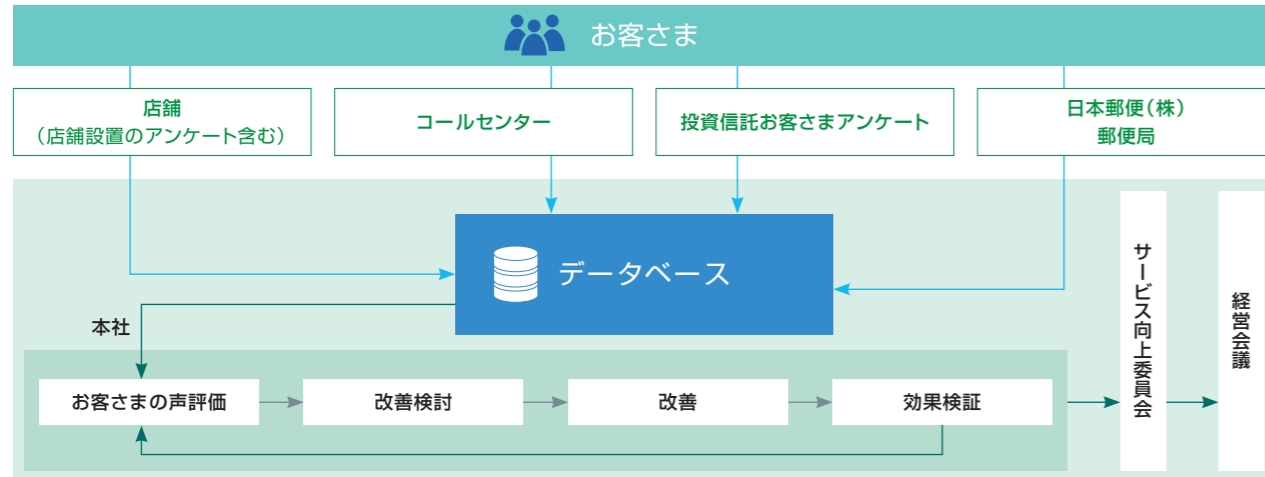 お客さま
店舗
（店舗設置のアンケート含む）
コールセンター
投資信託お客さまアンケート
日本郵便（株）
郵便局
データベース
本社
お客さまの声評価
改善検討
改善
効果検証
サービス向上委員会
経営会議